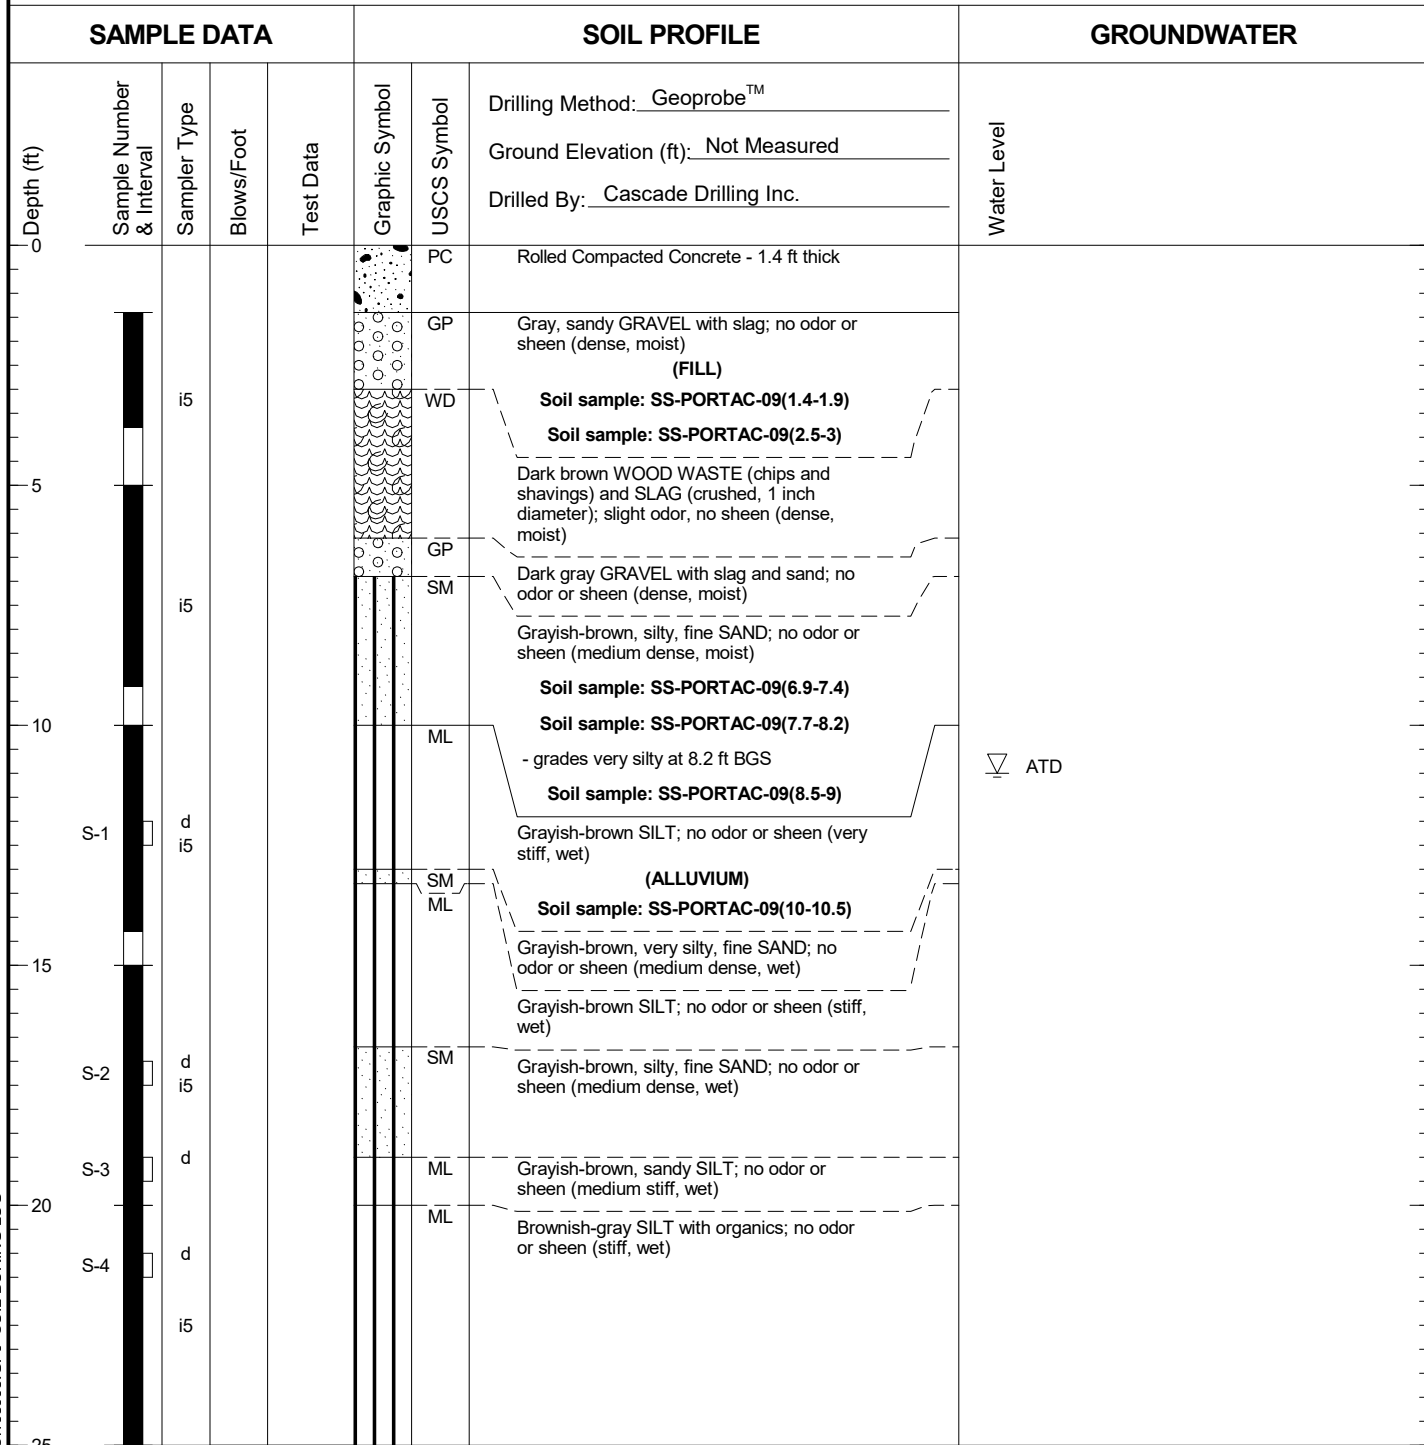 SAMPLE DATA
SOIL PROFILE
GROUNDWATER
Depth (ft)
Sample Number
& Interval
Sampler Type
Blows/Foot
Test Data
Graphic Symbol
USCS Symbol
Drilling Method: Geoprobe™
Ground Elevation (ft): Not Measured
Drilled By: Cascade Drilling Inc.
Water Level
0
PC Rolled Compacted Concrete - 1.4 ft thick
GP Gray, sandy GRAVEL with slag; no odor or
sheen (dense, moist)
(FILL)
i5
WD Soil sample: SS-PORTAC-09(1.4-1.9)
Soil sample: SS-PORTAC-09(2.5-3)
Dark brown WOOD WASTE (chips and
5
shavings) and SLAG (crushed, 1 inch
diameter); slight odor, no sheen (dense,
moist)
GP
Dark gray GRAVEL with slag and sand; no
SM odor or sheen (dense, moist)
i5
Grayish-brown, silty, fine SAND; no odor or
sheen (medium dense, moist)
Soil sample: SS-PORTAC-09(6.9-7.4)
10
Soil sample: SS-PORTAC-09(7.7-8.2)
ML
- grades very silty at 8.2 ft BGS
ATD
Soil sample: SS-PORTAC-09(8.5-9)
S-1
d
i5
Grayish-brown SILT; no odor or sheen (very
stiff, wet)
SM (ALLUVIUM)
ML Soil sample: SS-PORTAC-09(10-10.5)
Grayish-brown, very silty, fine SAND; no
15
odor or sheen (medium dense, wet)
Grayish-brown SILT; no odor or sheen (stiff,
wet)
S-2
d
i5
SM
Grayish-brown, silty, fine SAND; no odor or
sheen (medium dense, wet)
S-3
d
ML Grayish-brown, sandy SILT; no odor or
sheen (medium stiff, wet)
20
ML
Brownish-gray SILT with organics; no odor
or sheen (stiff, wet)
S-4
d
i5
25